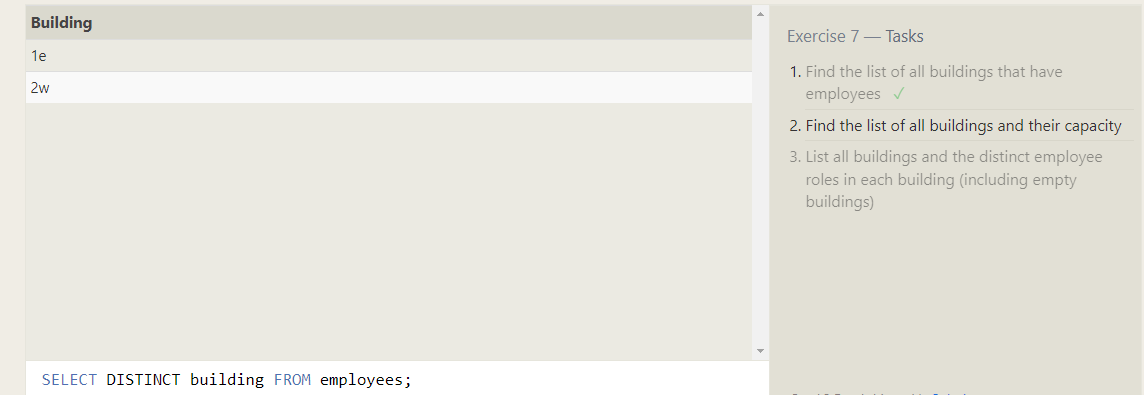 Building
1e
2w
SELECT DISTINCT building FROM employees;
Exercise 7 — Tasks
1. Find the list of all buildings that have
employees ✓
2. Find the list of all buildings and their capacity
3. List all buildings and the distinct employee
roles in each building (including empty
buildings)